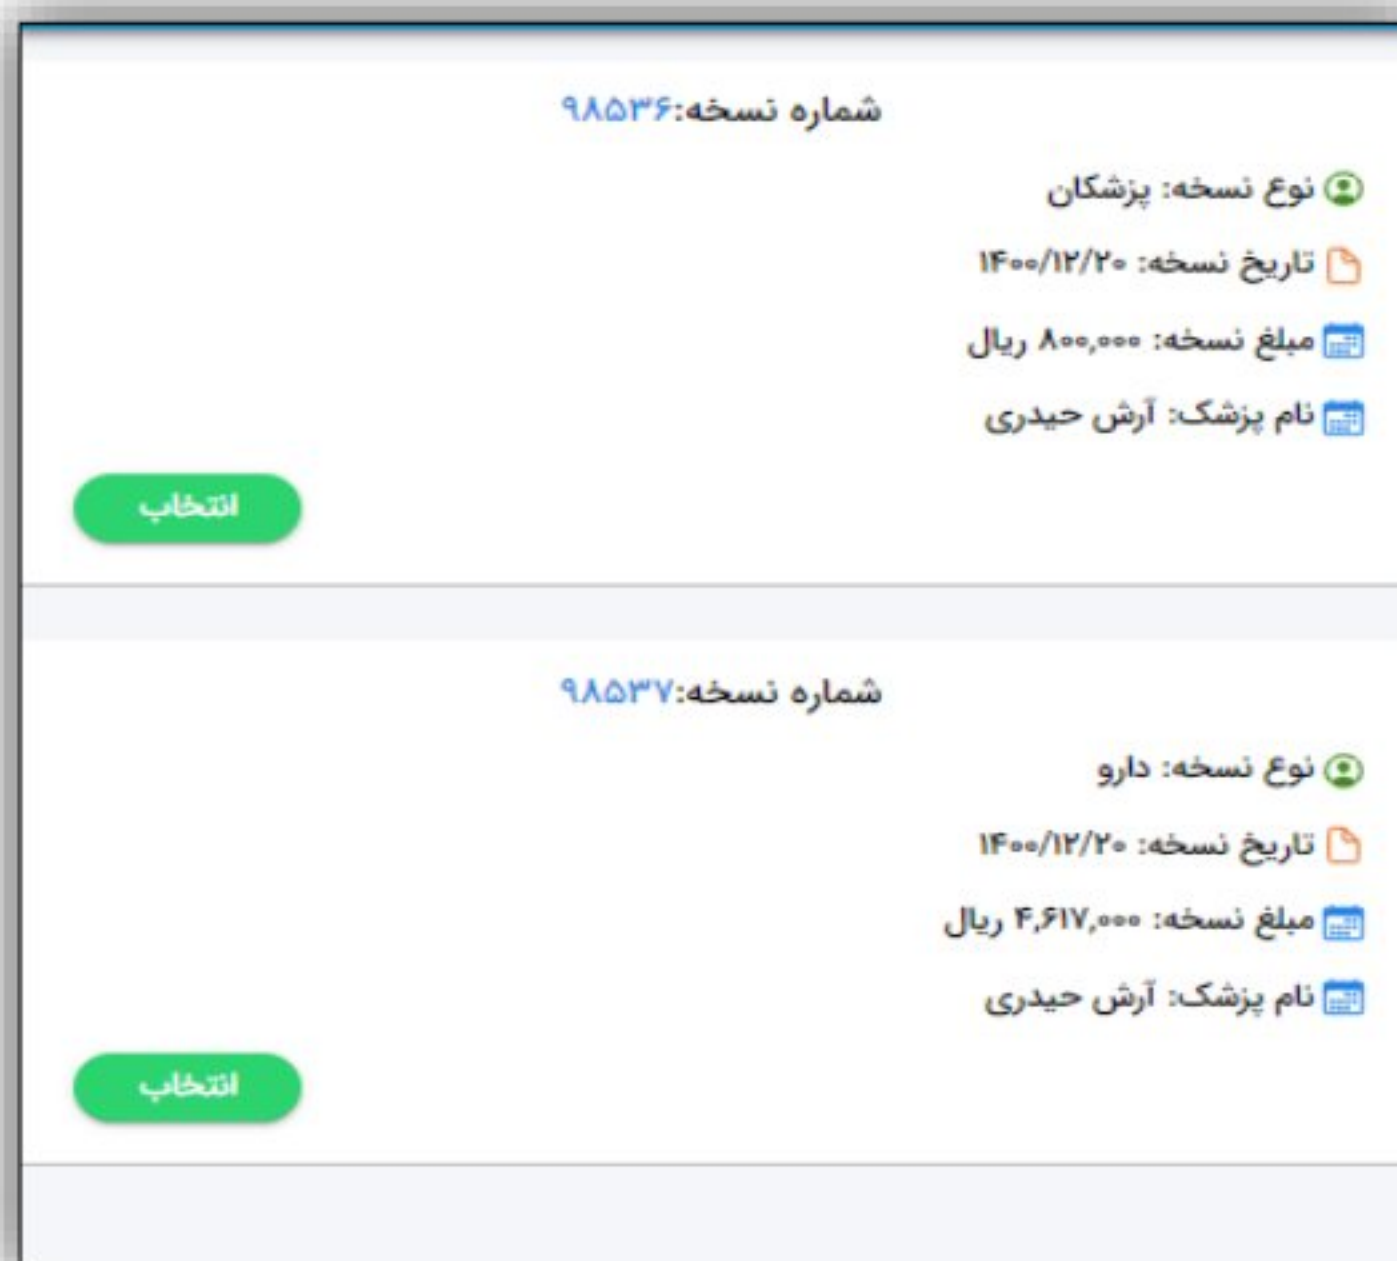 شماره نسخه:۹۸۵۳۶
نوع نسخه: پزشکان
تاریخ نسخه: ۱۴۰۰/۱۲/۲۰
مبلغ نسخه: ۸۰۰,۰۰۰ ریال
نام پزشک: آرش حیدری
انتخاب
شماره نسخه:۹۸۵۳۷
نوع نسخه: دارو
تاریخ نسخه: ۱۴۰۰/۱۲/۲۰
مبلغ نسخه: ۴,۶۱۷,۰۰۰ ریال
نام پزشک: آرش حیدری
انتخاب